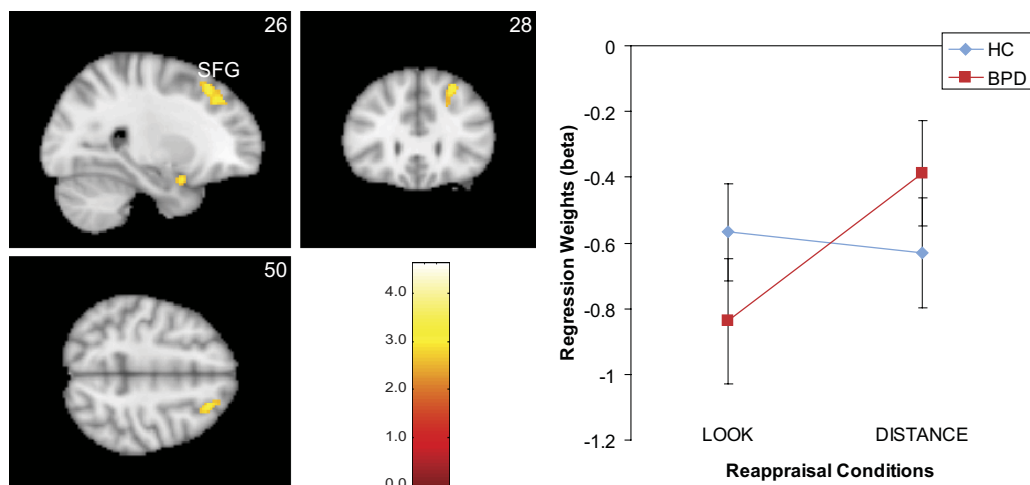 26
SFG
28
50
4.0
3.0
2.0
1.0
0.0
HC
BPD
0
-0.2
-0.4
-0.6
-0.8
-1
-1.2
Regression Weights (beta)
LOOK
DISTANCE
Reappraisal Conditions